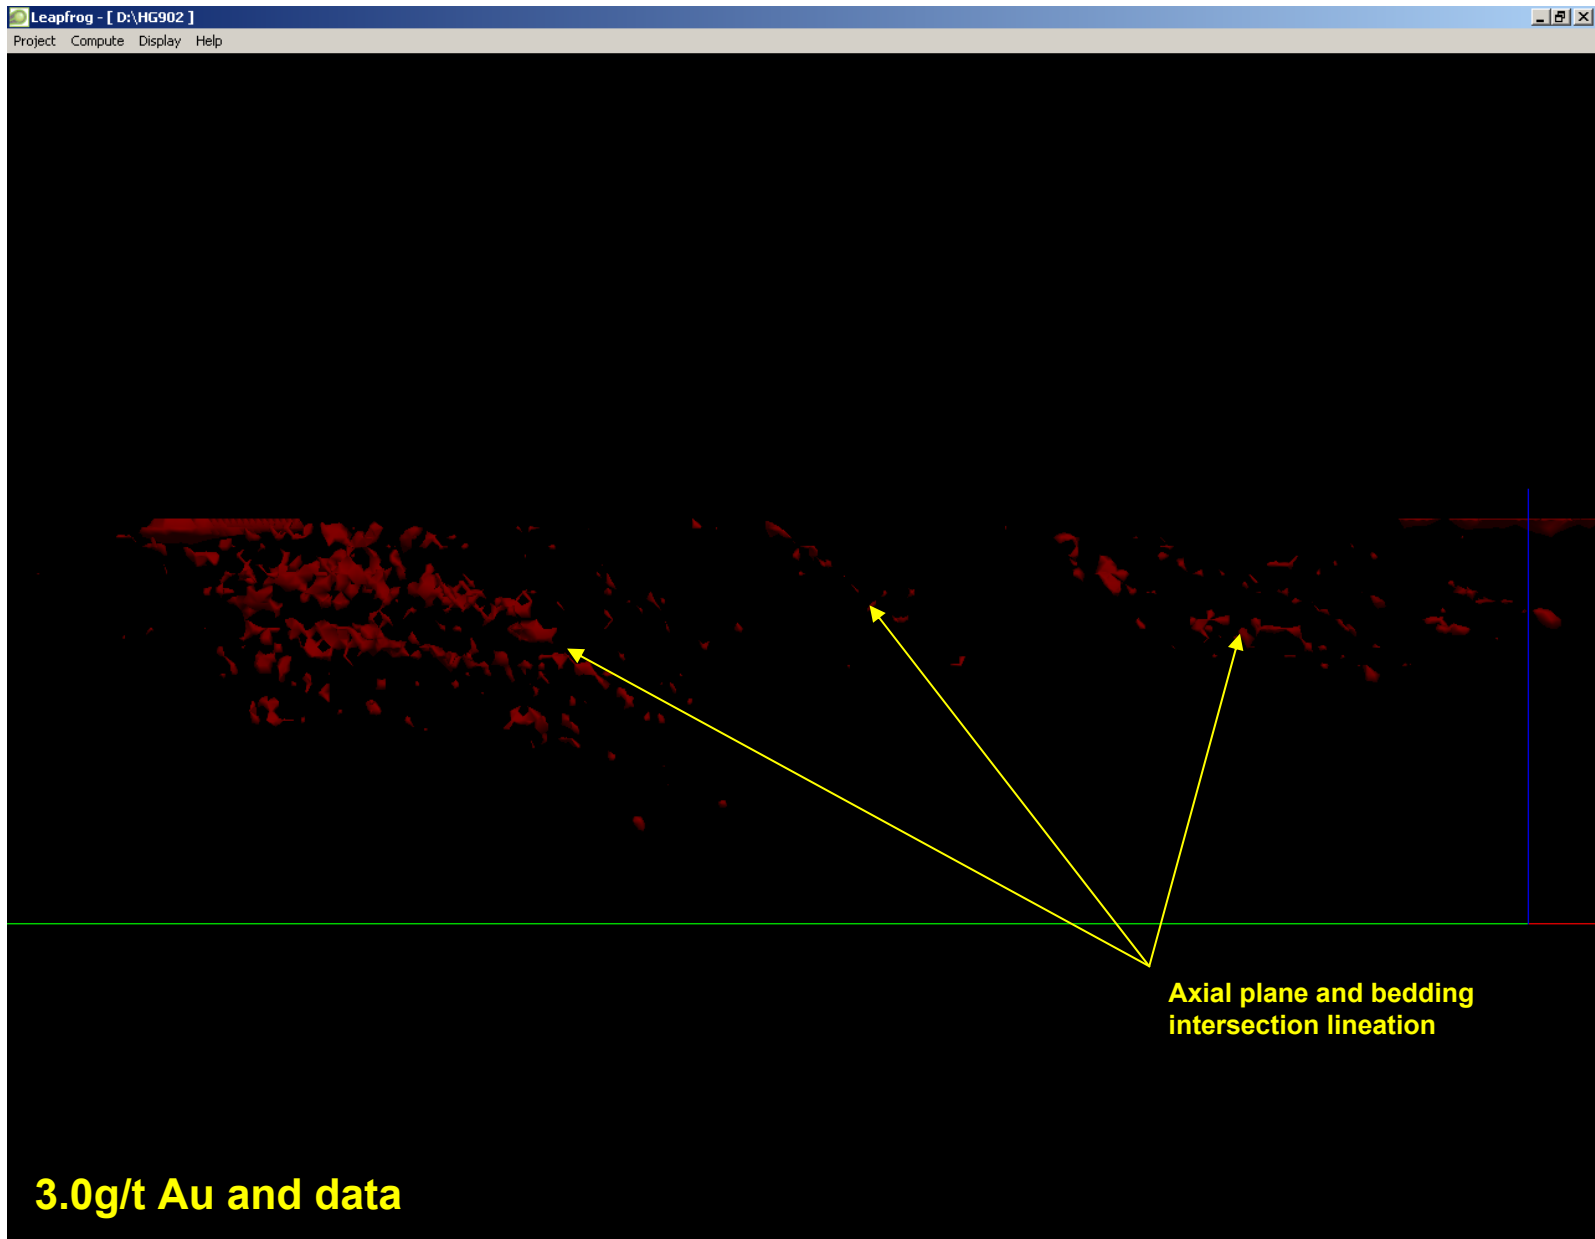 Leapfrog - [ D:\HG902 ]
Project Compute Display Help
Axial plane and bedding
intersection lineation
3.0g/t Au and data